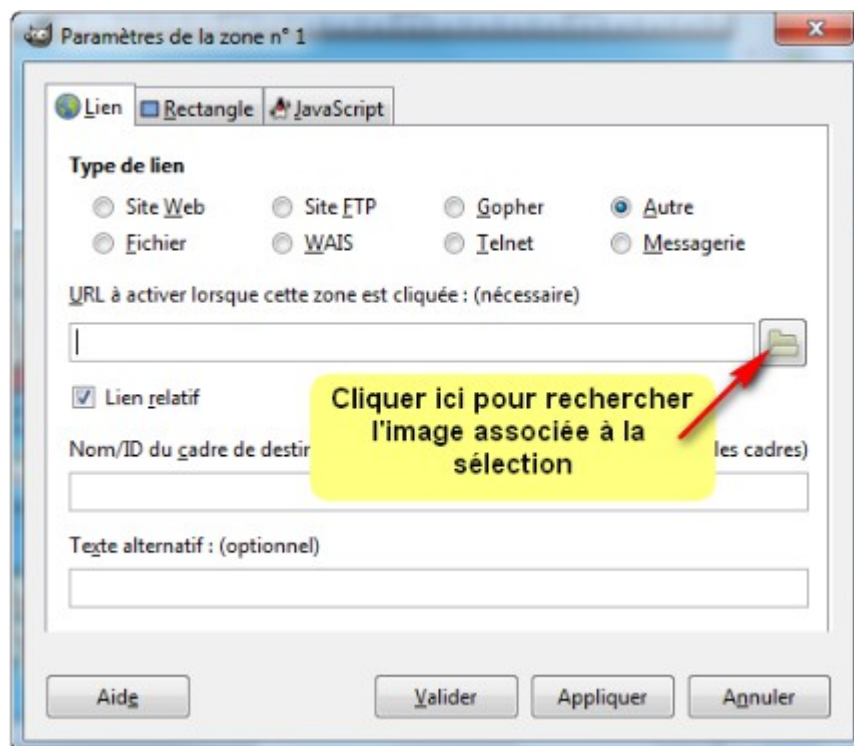 Paramètres de la zone n° 1
Lien Rectangle JavaScript
Type de lien
Site Web Site FTP Gopher Autre
Fichier WAIS Telnet Messagerie
URL à activer lorsque cette zone est cliquée : (nécessaire)
Lien relatif
Cliquer ici pour rechercher
l'image associée à la
sélection
Nom/ID du cadre de les cadres)
Texte alternatif : (optionnel)
Aide Valider Appliquer Annuler